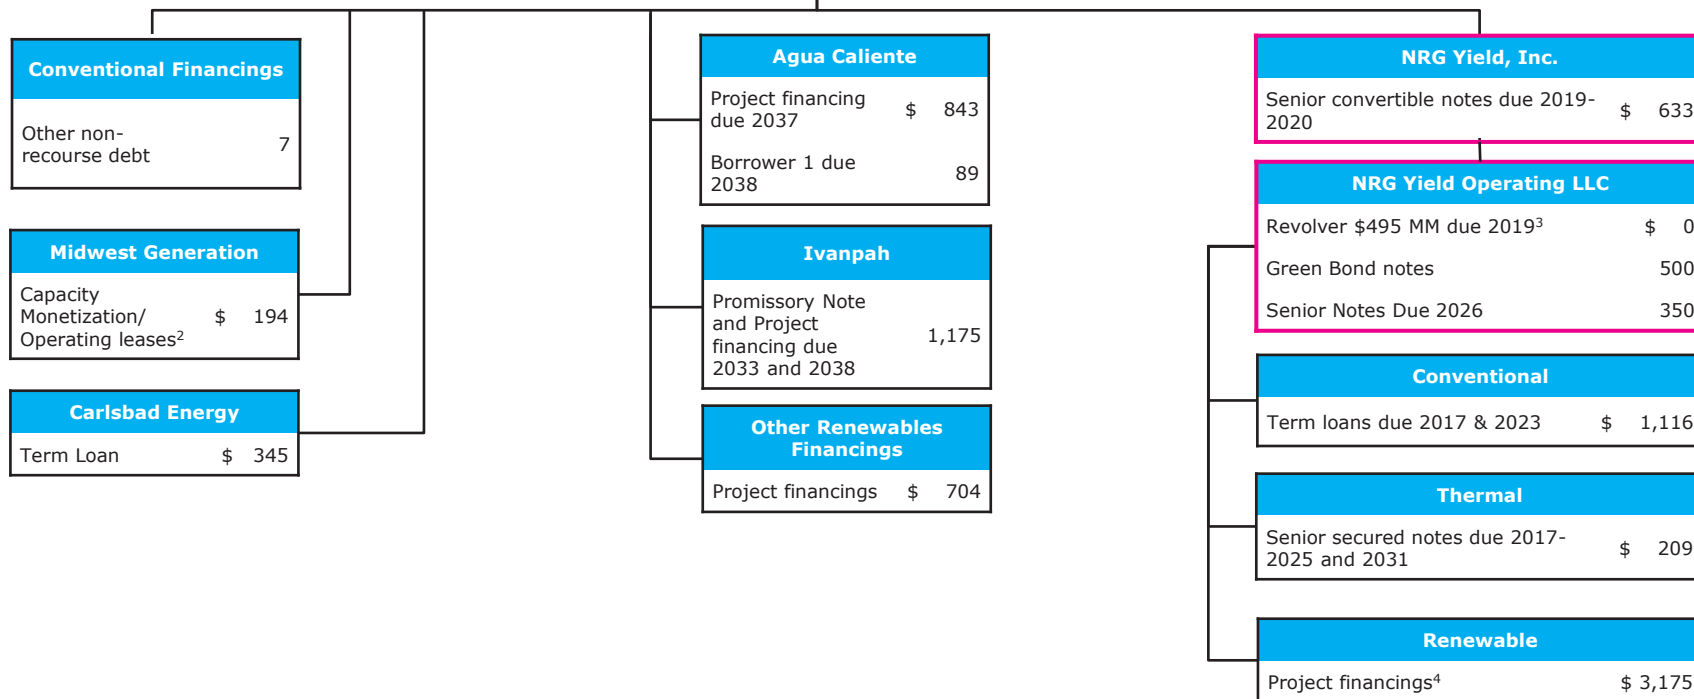 Conventional Financings
Other non-
recourse debt 7
Midwest Generation
Capacity
Monetization/
Operating leases² $ 194
Carlsbad Energy
Term Loan $ 345
Agua Caliente
Project financing
due 2037 $ 843
Borrower 1 due
2038 89
Ivanpah
Promissory Note
and Project
financing due
2033 and 2038 1,175
Other Renewables
Financings
Project financings $ 704
NRG Yield, Inc.
Senior convertible notes due 2019-
2020 $ 633
NRG Yield Operating LLC
Revolver $495 MM due 2019³ $ 0
Green Bond notes 500
Senior Notes Due 2026 350
Conventional
Term loans due 2017 & 2023 $ 1,116
Thermal
Senior secured notes due 2017-
2025 and 2031 $ 209
Renewable
Project financings⁴ $ 3,175